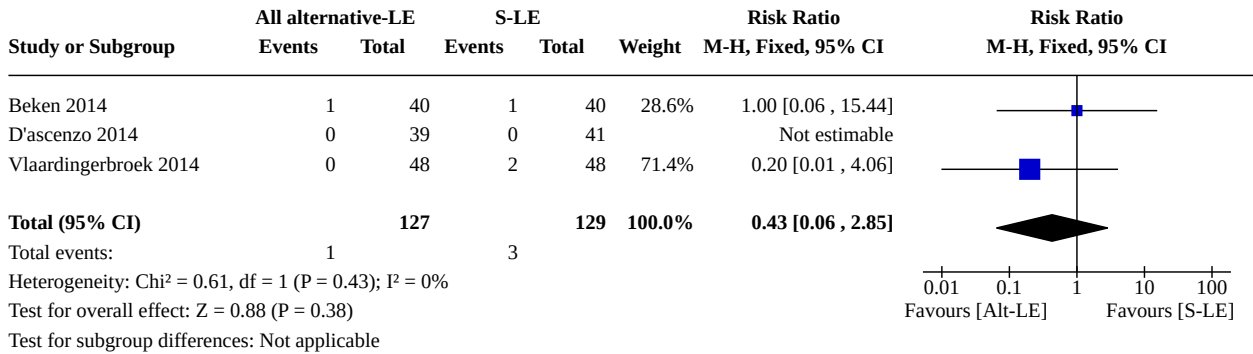 All alternative-LE S-LE Risk Ratio Risk Ratio
Study or Subgroup Events Total Events Total Weight M-H, Fixed, 95% CI M-H, Fixed, 95% CI
Beken 2014 1 40 1 40 28.6% 1.00 [0.06 , 15.44]
D'ascenzo 2014 0 39 0 41 Not estimable
Vlaardingerbroek 2014 0 48 2 48 71.4% 0.20 [0.01 , 4.06]
Total (95% CI) 127 129 100.0% 0.43 [0.06 , 2.85]
Total events: 1 3
Heterogeneity: Chi² = 0.61, df = 1 (P = 0.43); I² = 0%
Test for overall effect: Z = 0.88 (P = 0.38)
Test for subgroup differences: Not applicable
0.01 0.1 1 10 100
Favours [Alt-LE] Favours [S-LE]